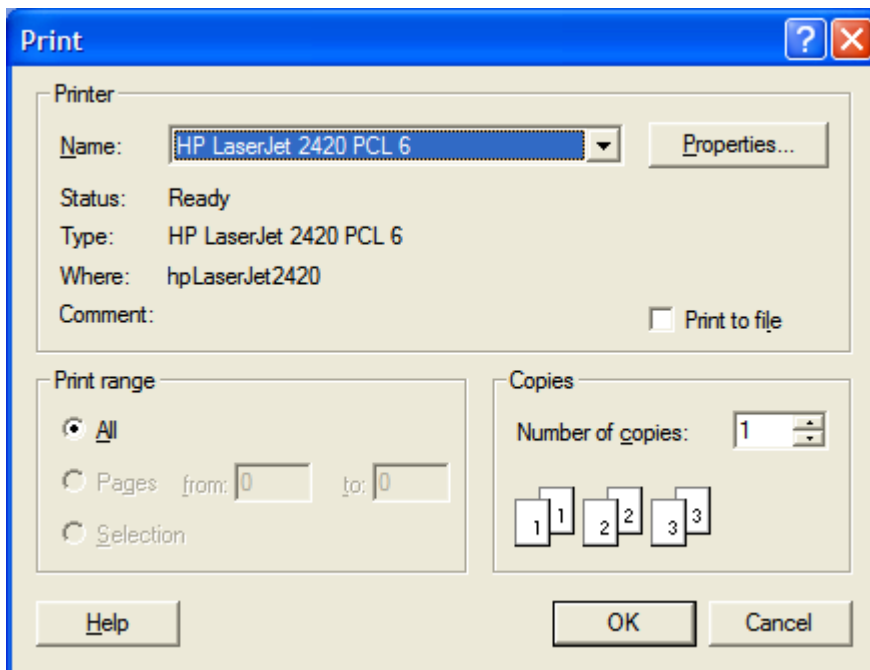 Print
Printer
Name: HP LaserJet 2420 PCL 6 Properties...
Status: Ready
Type: HP LaserJet 2420 PCL 6
Where: hpLaserJet2420
Comment: Print to file
Print range
All
Pages from: 0 to: 0
Selection
Copies
Number of copies: 1
1 1 2 2 3 3
Help OK Cancel